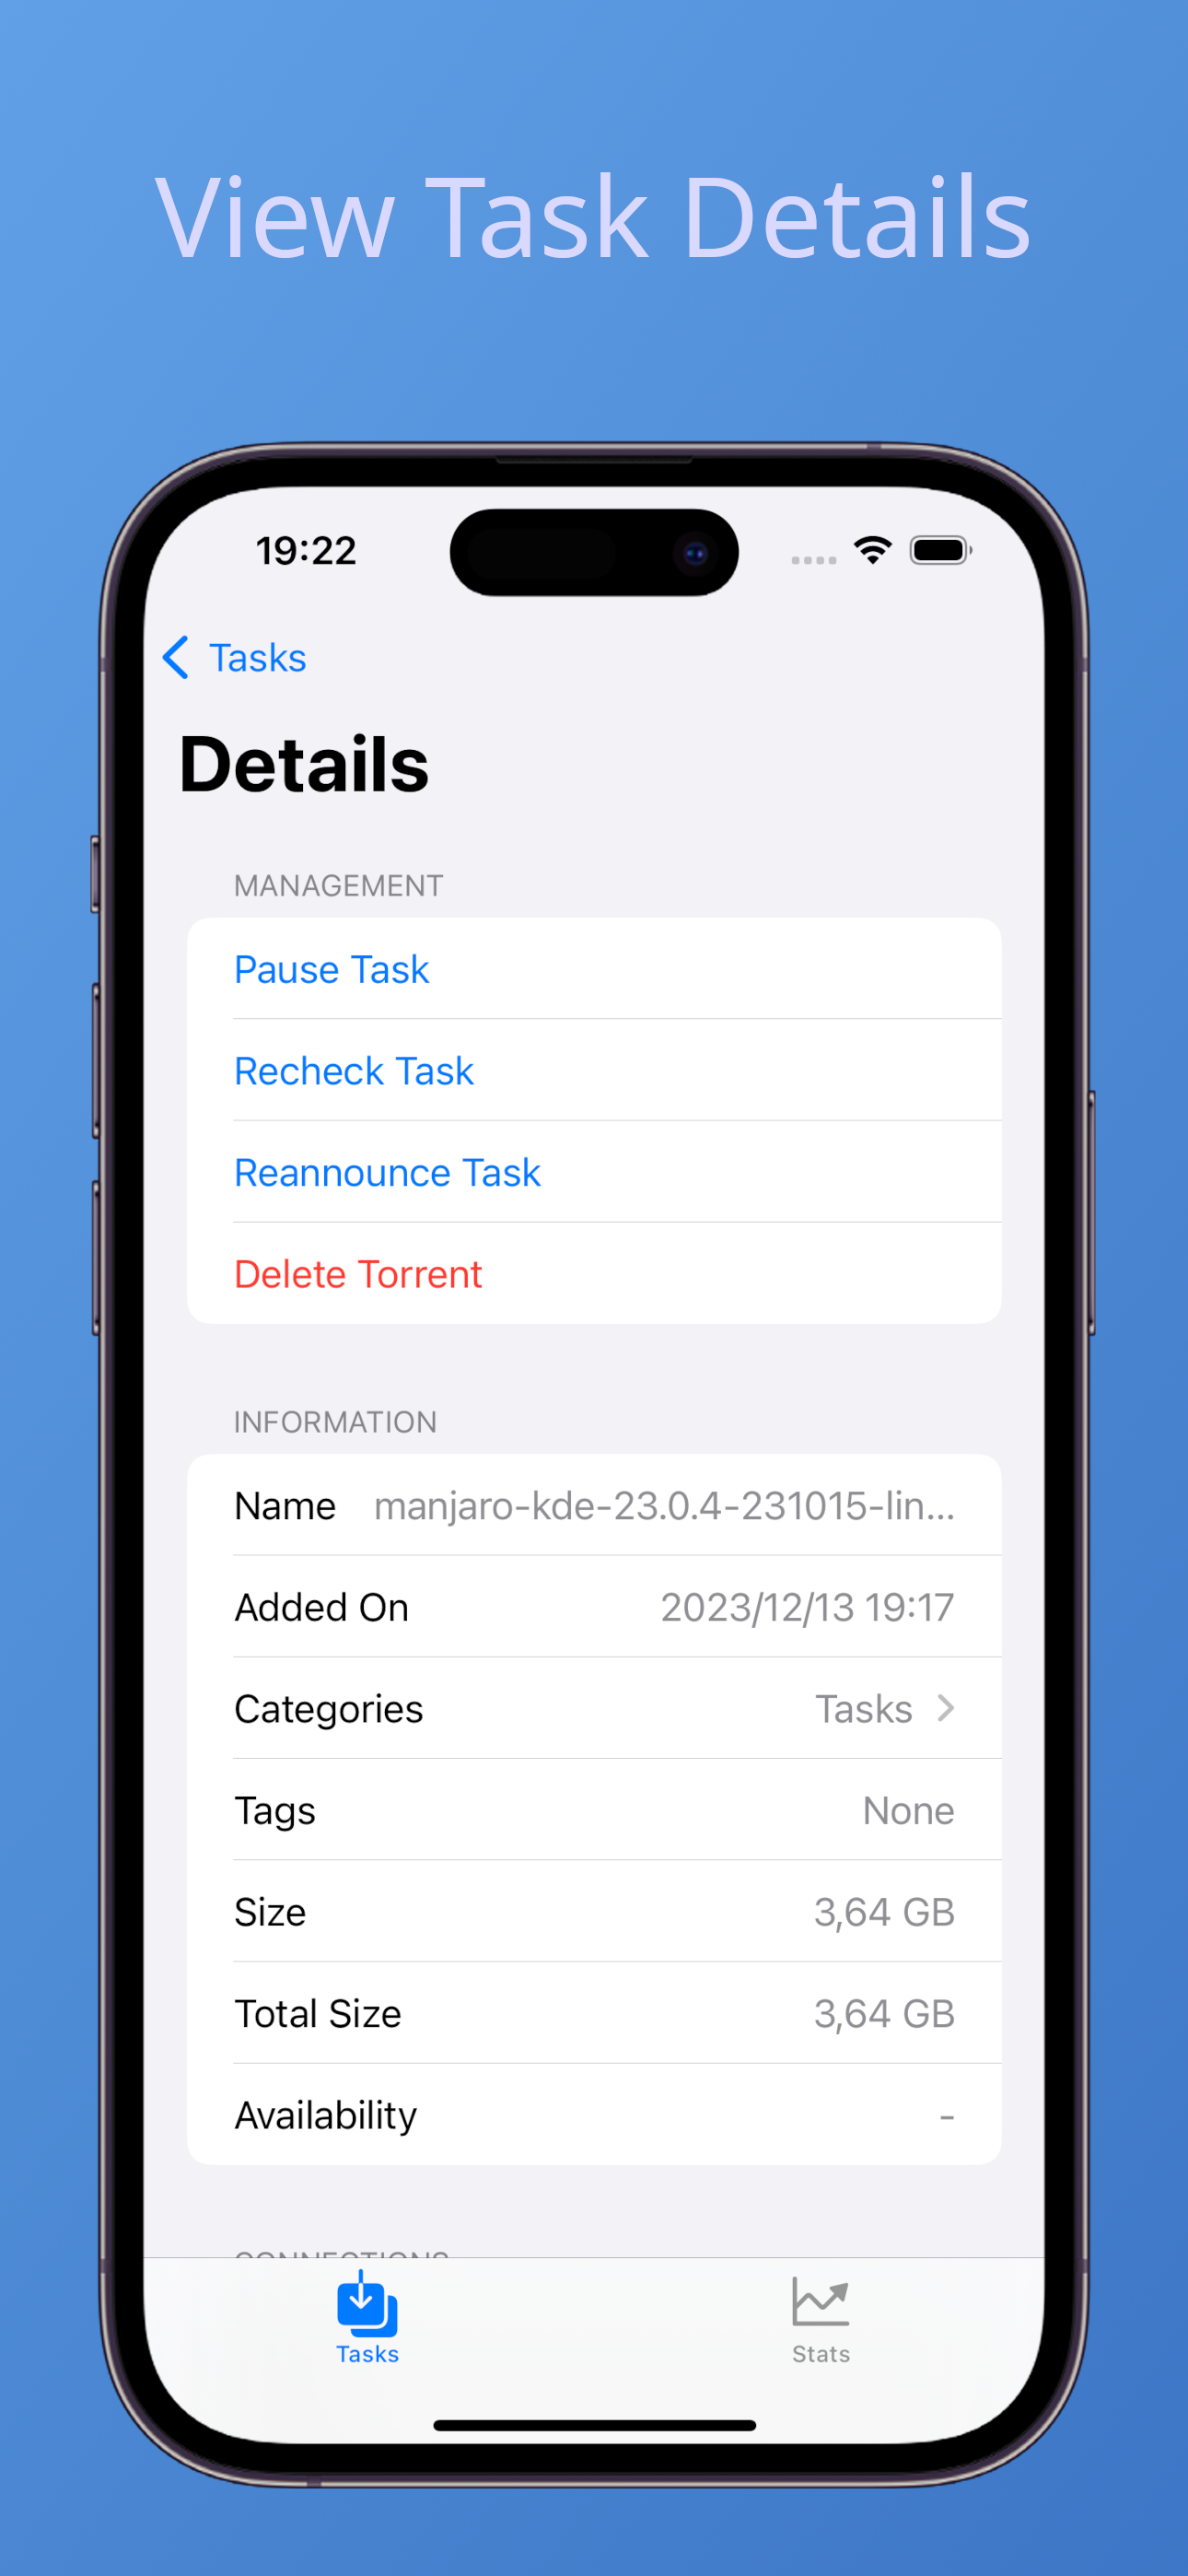 View Task Details
19:22
Tasks
Details
MANAGEMENT
Pause Task
Recheck Task
Reannounce Task
Delete Torrent
INFORMATION
Name manjaro-kde-23.0.4-231015-lin...
Added On 2023/12/13 19:17
Categories Tasks
Tags None
Size 3,64 GB
Total Size 3,64 GB
Availability -
CONNECTIONS
Tasks Stats